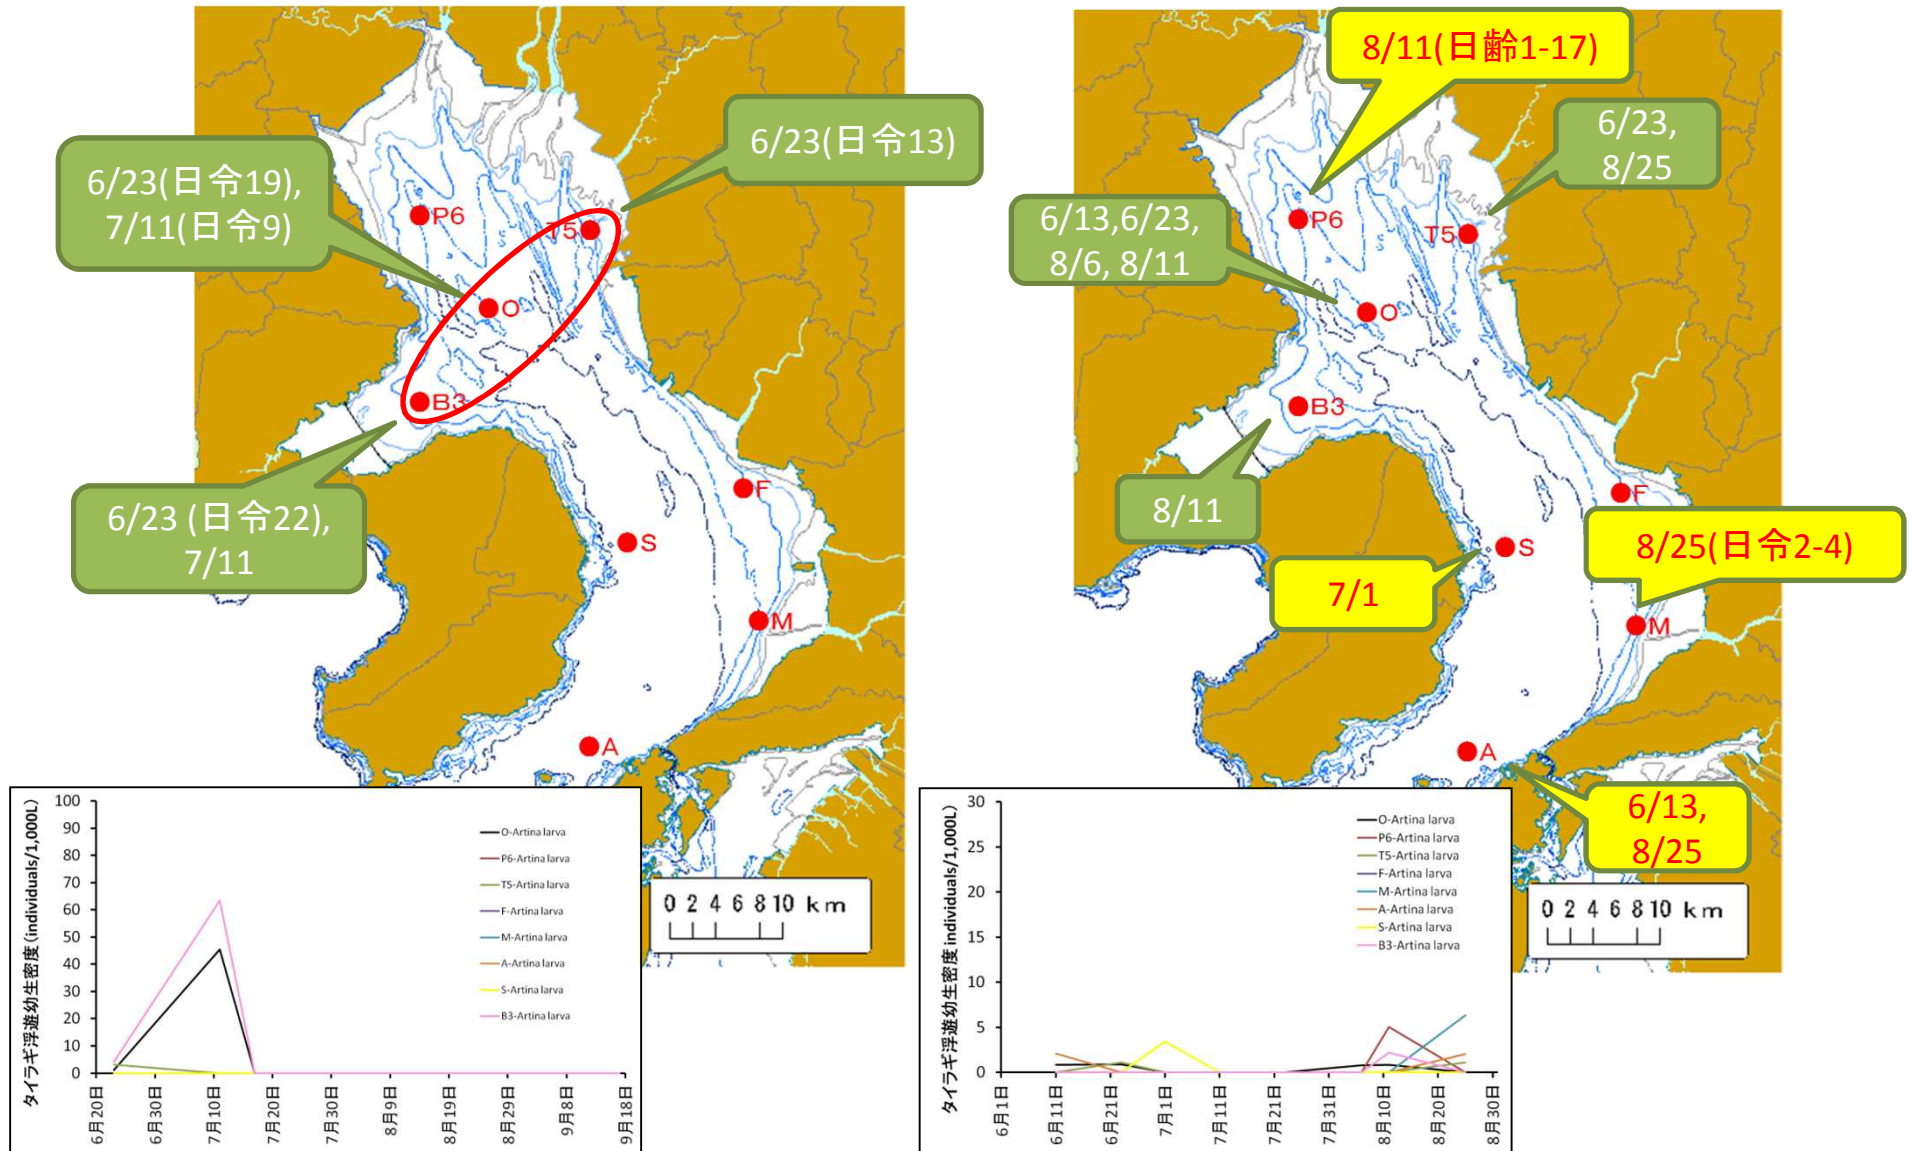 6/23(日令19),
7/11(日令9)
6/23(日令13)
P6
T5
O
B3
6/23 (日令22),
7/11
F
S
M
A
0 2 4 6 8 10 km
タイラギ浮遊幼生密度(individuals/1,000L)
100
90
80
70
60
50
40
30
20
10
0
6月20日
6月30日
7月10日
7月20日
7月30日
8月9日
8月19日
8月29日
9月8日
9月18日
O-Artina larva
P6-Artina larva
T5-Artina larva
F-Artina larva
M-Artina larva
A-Artina larva
S-Artina larva
B3-Artina larva
8/11(日齢1-17)
6/23,
8/25
6/13,6/23,
8/6, 8/11
P6
T5
O
B3
8/11
F
S
8/25(日令2-4)
7/1
M
A
6/13,
8/25
0 2 4 6 8 10 km
タイラギ浮遊幼生密度 individuals/1,000L)
30
25
20
15
10
5
0
6月1日
6月11日
6月21日
7月1日
7月11日
7月21日
7月31日
8月10日
8月20日
8月30日
O-Artina larva
P6-Artina larva
T5-Artina larva
F-Artina larva
M-Artina larva
A-Artina larva
S-Artina larva
B3-Artina larva